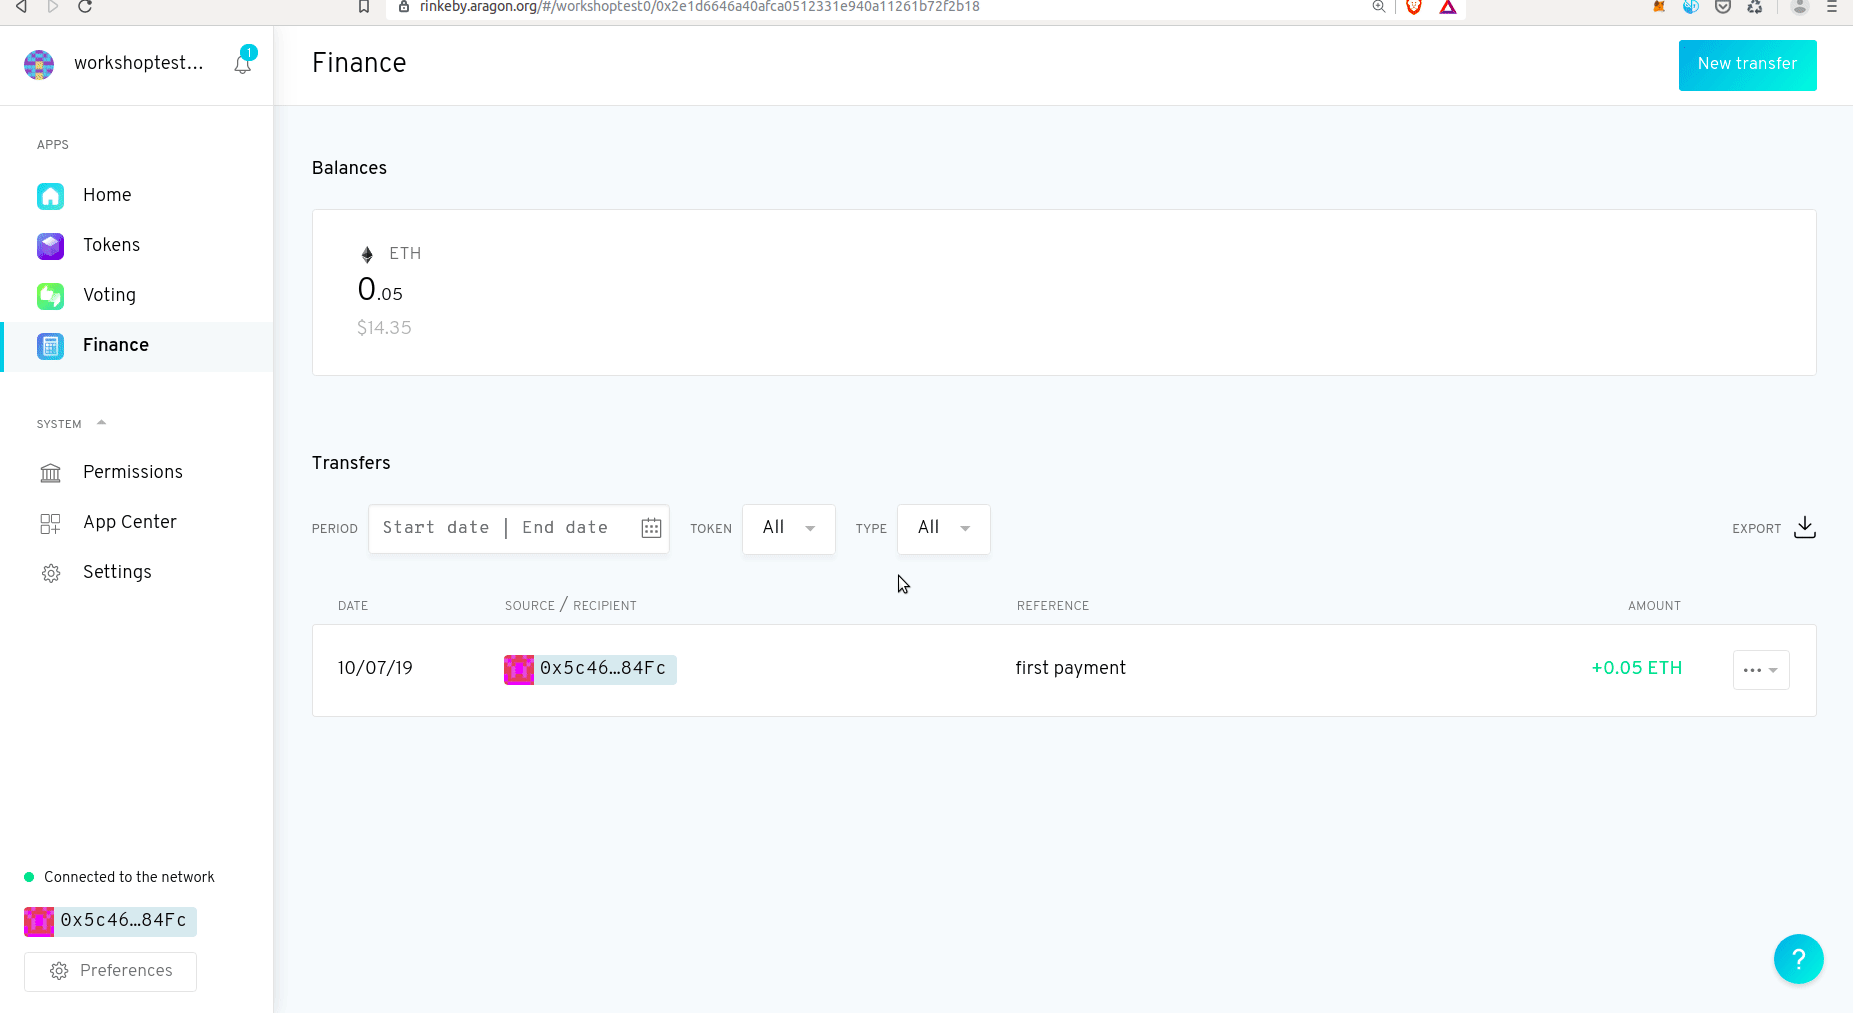 rinkeby.aragon.org/#/workshoptest0/0x2e1d6646a40afca0512331e940a11261b72f2b18
workshoptest...
1
Finance
New transfer
APPS
Home
Tokens
Voting
Finance
SYSTEM
Permissions
App Center
Settings
Connected to the network
0x5c46…84Fc
Preferences
Balances
ETH
0.05
$14.35
Transfers
PERIOD Start date | End date TOKEN All TYPE All EXPORT
DATE SOURCE / RECIPIENT REFERENCE AMOUNT
10/07/19 0x5c46…84Fc first payment +0.05 ETH
?